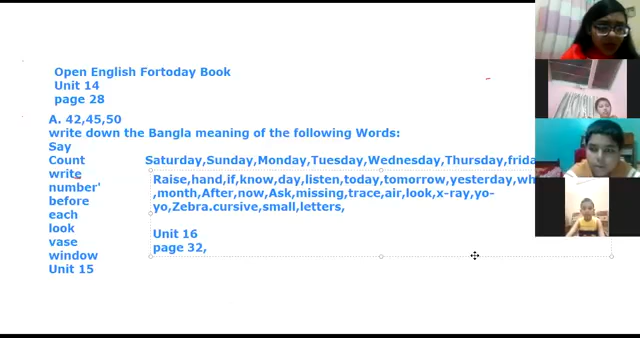 Open English Fortoday Book
Unit 14
page 28
A. 42,45,50
write down the Bangla meaning of the following Words:
Say
Count
write
number'
before
each
look
vase
window
Unit 15
Saturday,Sunday,Monday,Tuesday,Wednesday,Thursday,frida
Raise,hand,if,know,day,listen,today,tomorrow,yesterday,wh
,month,After,now,Ask,missing,trace,air,look,x-ray,yo-
yo,Zebra.cursive,small,letters,
Unit 16
page 32,